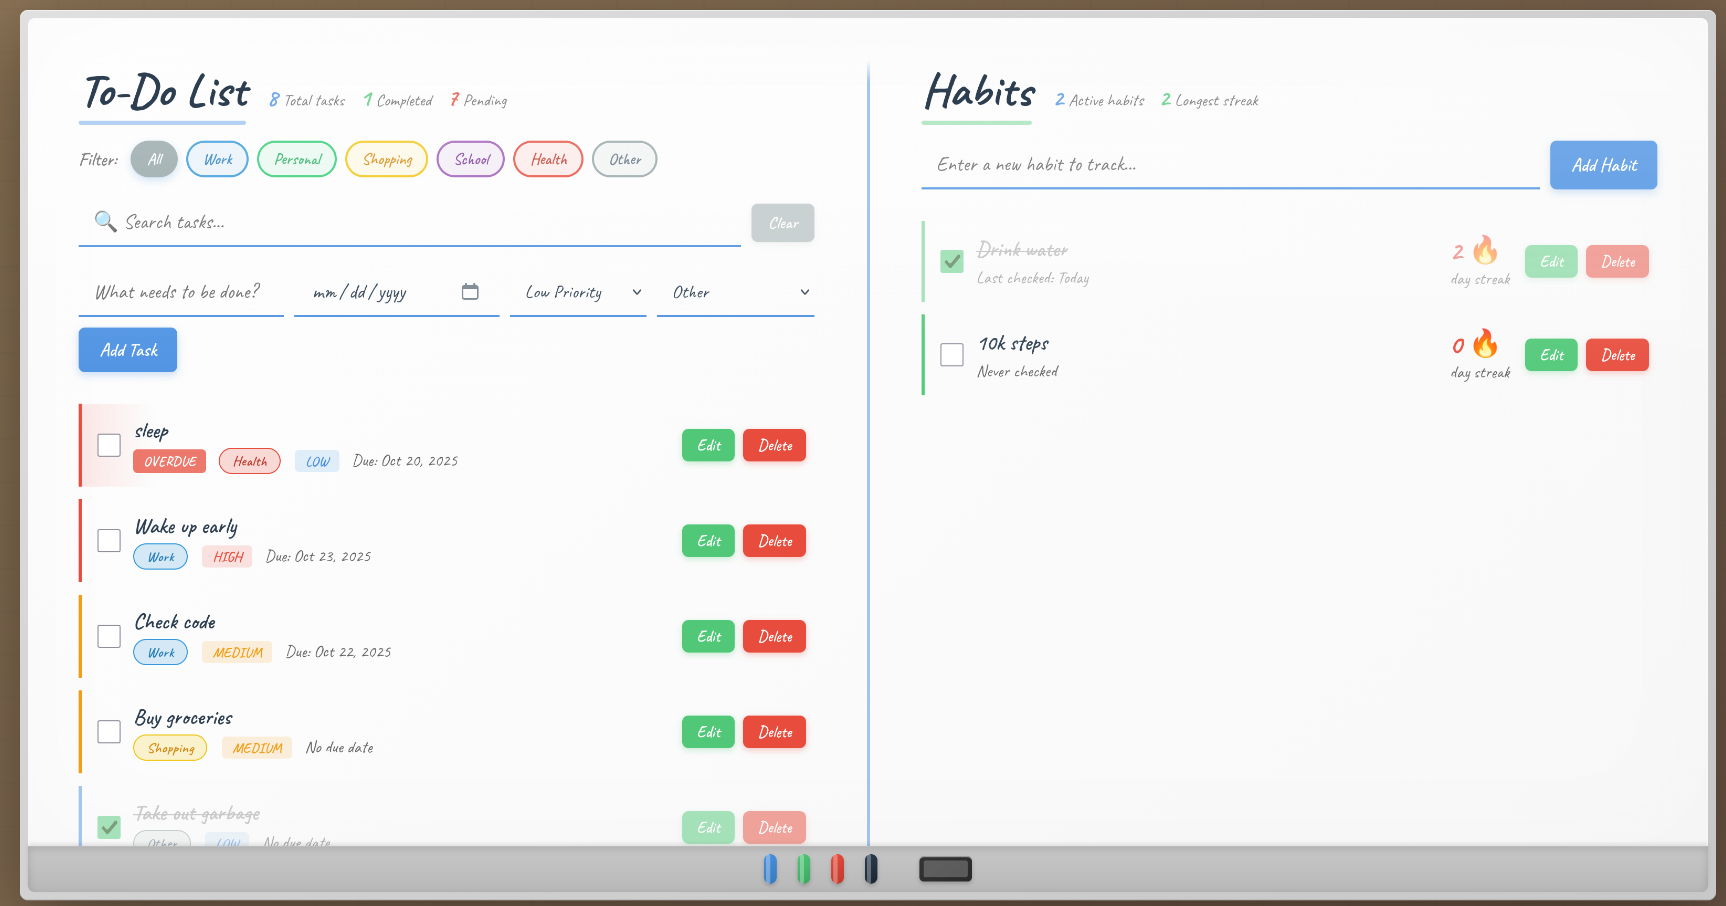 To-Do List 8 Total tasks 1 Completed 7 Pending
Filter: All Work Personal Shopping School Health Other
Search tasks... Clear
What needs to be done? mm/dd/yyyy Low Priority Other
Add Task
sleep
OVERDUE Health LOW Due: Oct 20, 2025
Edit Delete
Wake up early
Work HIGH Due: Oct 23, 2025
Edit Delete
Check code
Work MEDIUM Due: Oct 22, 2025
Edit Delete
Buy groceries
Shopping MEDIUM No due date
Edit Delete
Take out garbage
Other LOW No due date
Edit Delete
Habits 2 Active habits 2 Longest streak
Enter a new habit to track... Add Habit
Drink water
Last checked: Today
2 🔥
day streak
Edit Delete
10k steps
Never checked
0 🔥
day streak
Edit Delete